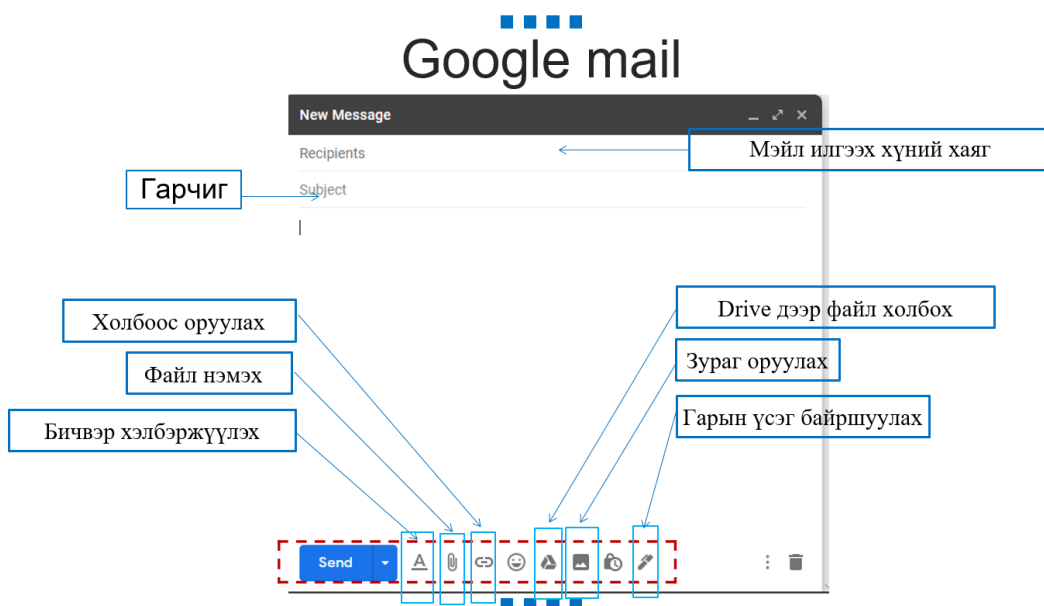 Google mail
New Message
Recipients
Мэйл илгээх хүний хаяг
Гарчиг
Subject
Холбоос оруулах
Drive дээр файл холбох
Файл нэмэх
Зураг оруулах
Бичвэр хэлбэржүүлэх
Гарын үсэг байршуулах
Send